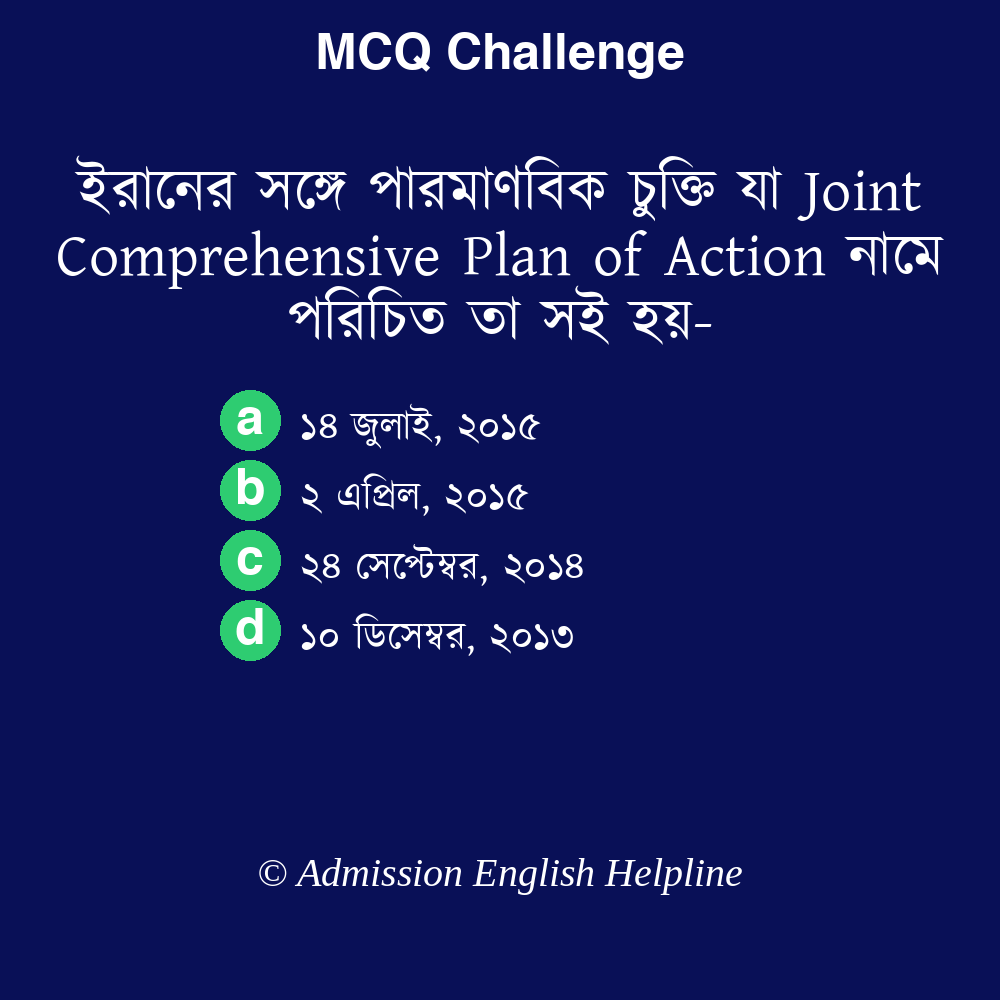 MCQ Challenge
ইরানের সঙ্গে পারমাণবিক চুক্তি যা Joint
Comprehensive Plan of Action নামে
পরিচিত তা সই হয়-
a ১৪ জুলাই, ২০১৫
b ২ এপ্রিল, ২০১৫
c ২৪ সেপ্টেম্বর, ২০১৪
d ১০ ডিসেম্বর, ২০১৩
© Admission English Helpline